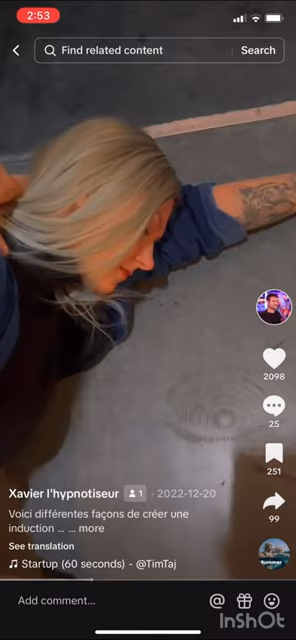 2:53
Find related content
Search
2098
25
251
99
Xavier l'hypnotiseur 1 · 2022-12-20
Voici différentes façons de créer une
induction ... ... more
See translation
Startup (60 seconds) - @TimTaj
Summer
Add comment...
@
InShOt